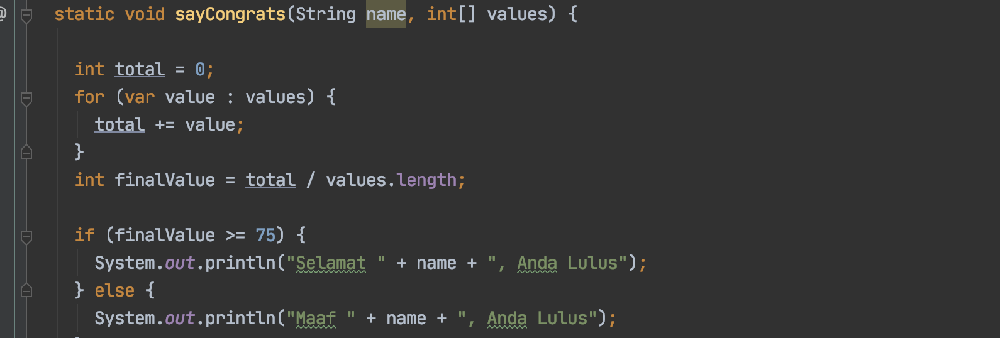 @ static void sayCongrats(String name, int[] values) {
int total = 0;
for (var value : values) {
total += value;
}
int finalValue = total / values.length;
if (finalValue >= 75) {
System.out.println("Selamat " + name + ", Anda Lulus");
} else {
System.out.println("Maaf " + name + ", Anda Lulus");